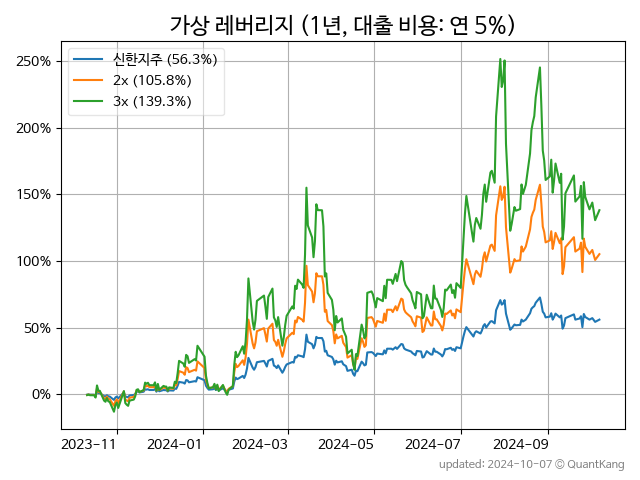 가상 레버리지 (1년, 대출 비용: 연 5%)
신한지주 (56.3%)
2x (105.8%)
3x (139.3%)
250%
200%
150%
100%
50%
0%
2023-11 2024-01 2024-03 2024-05 2024-07 2024-09
updated: 2024-10-07 © QuantKang